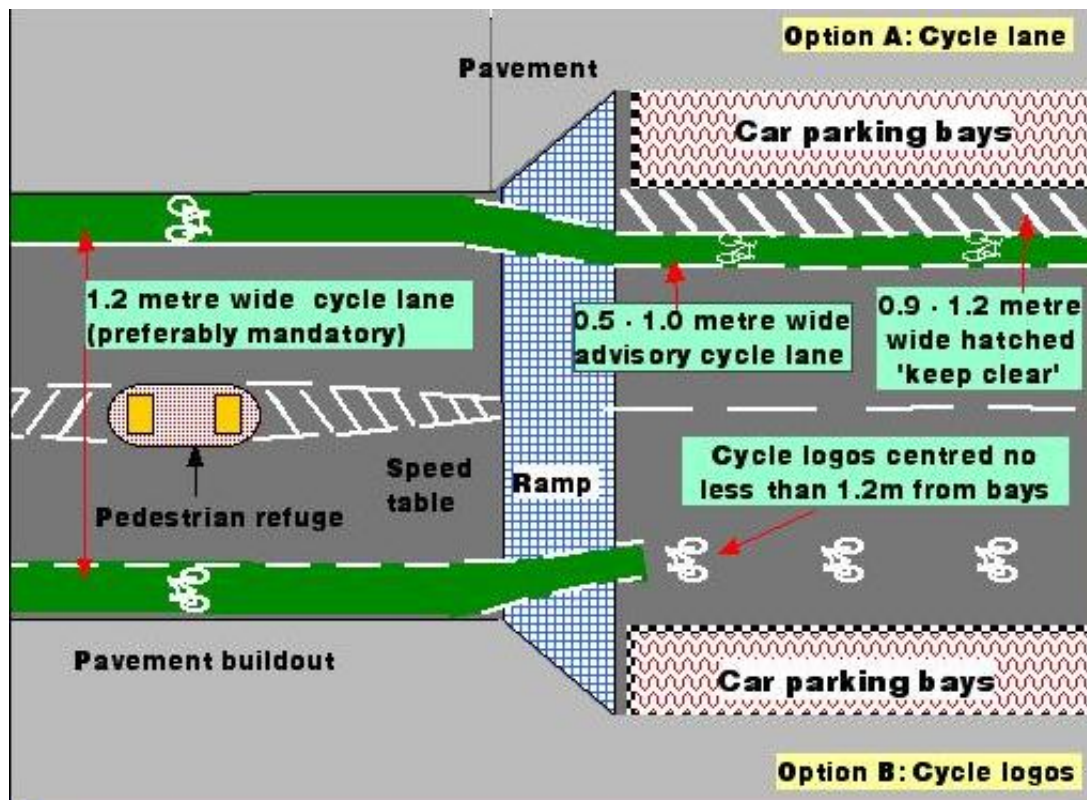 Option A: Cycle lane
Pavement
Car parking bays
1.2 metre wide cycle lane
(preferably mandatory)
0.5 - 1.0 metre wide
advisory cycle lane
0.9 - 1.2 metre
wide hatched
'keep clear'
Speed
table
Ramp
Cycle logos centred no
less than 1.2m from bays
Pedestrian refuge
Pavement buildout
Car parking bays
Option B: Cycle logos